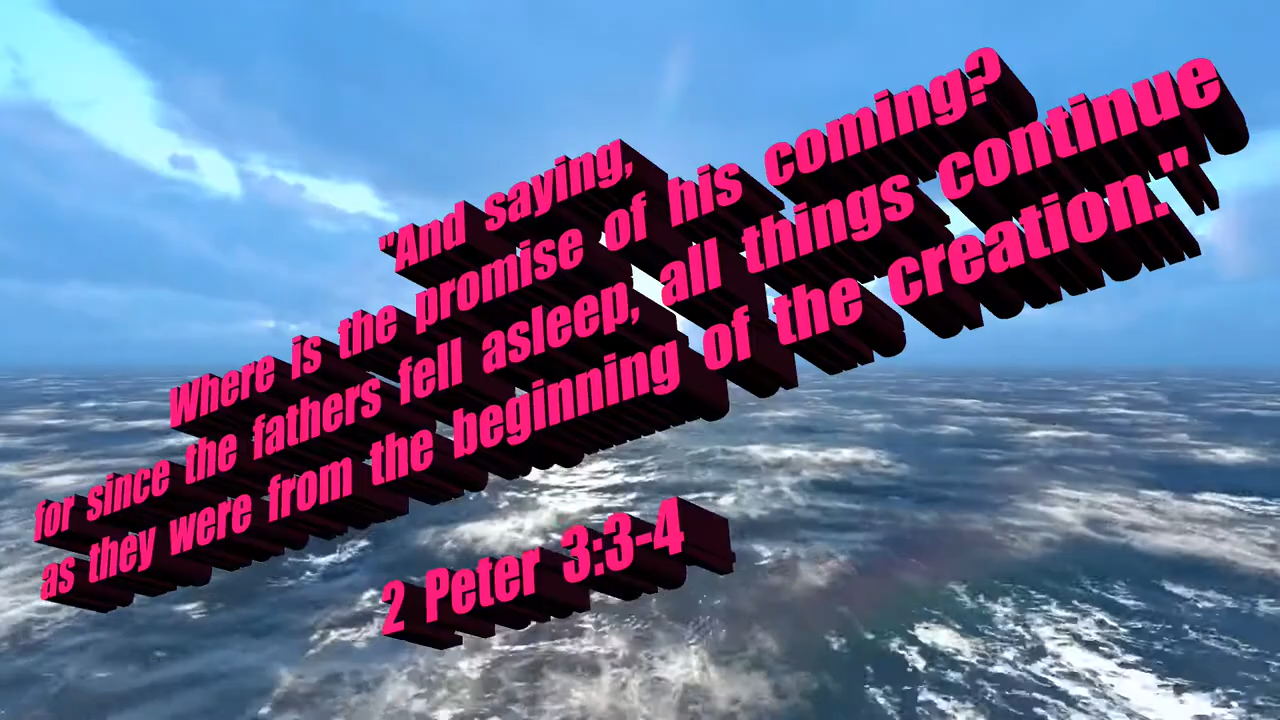 "And saying,
Where is the promise of his coming?
for since the fathers fell asleep, all things continue
as they were from the beginning of the creation."
2 Peter 3:3-4